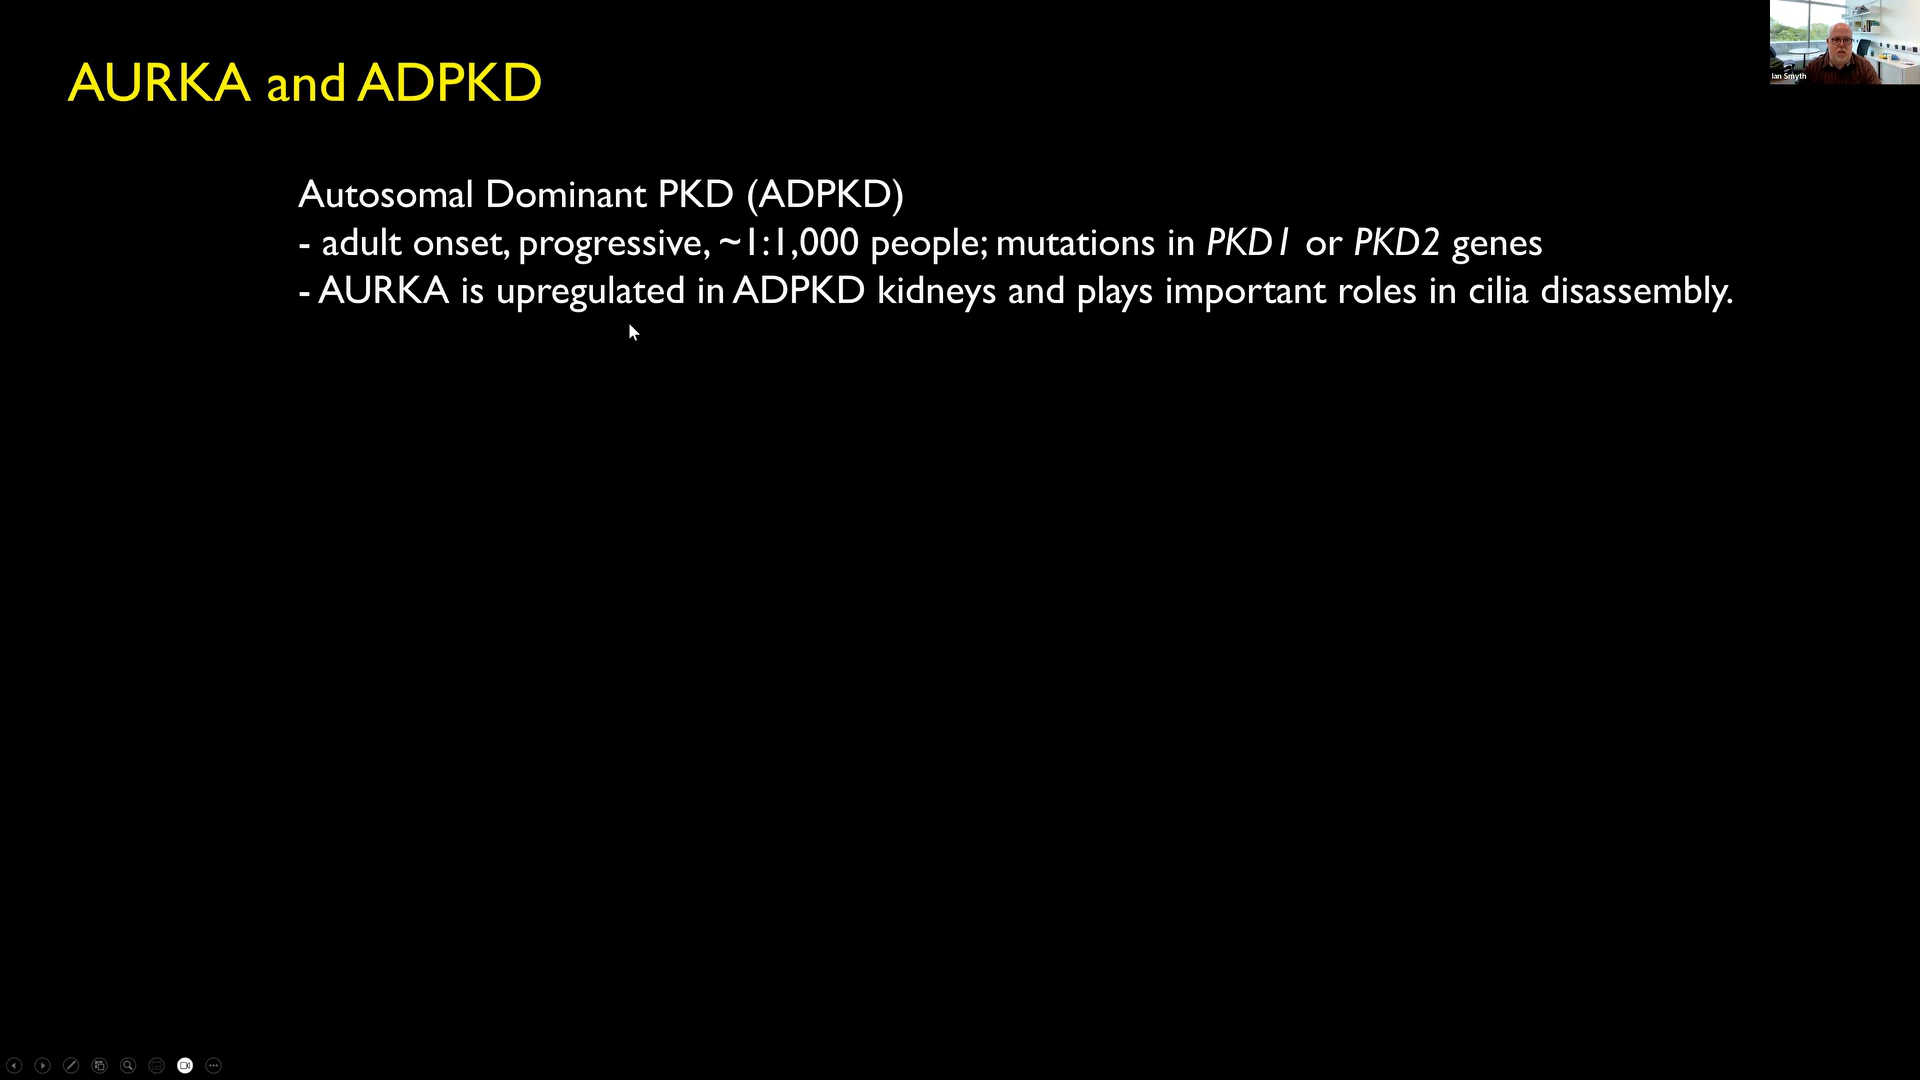 AURKA and ADPKD
Ian Smyth
Autosomal Dominant PKD (ADPKD)
- adult onset, progressive, ~1:1,000 people; mutations in PKD1 or PKD2 genes
- AURKA is upregulated in ADPKD kidneys and plays important roles in cilia disassembly.